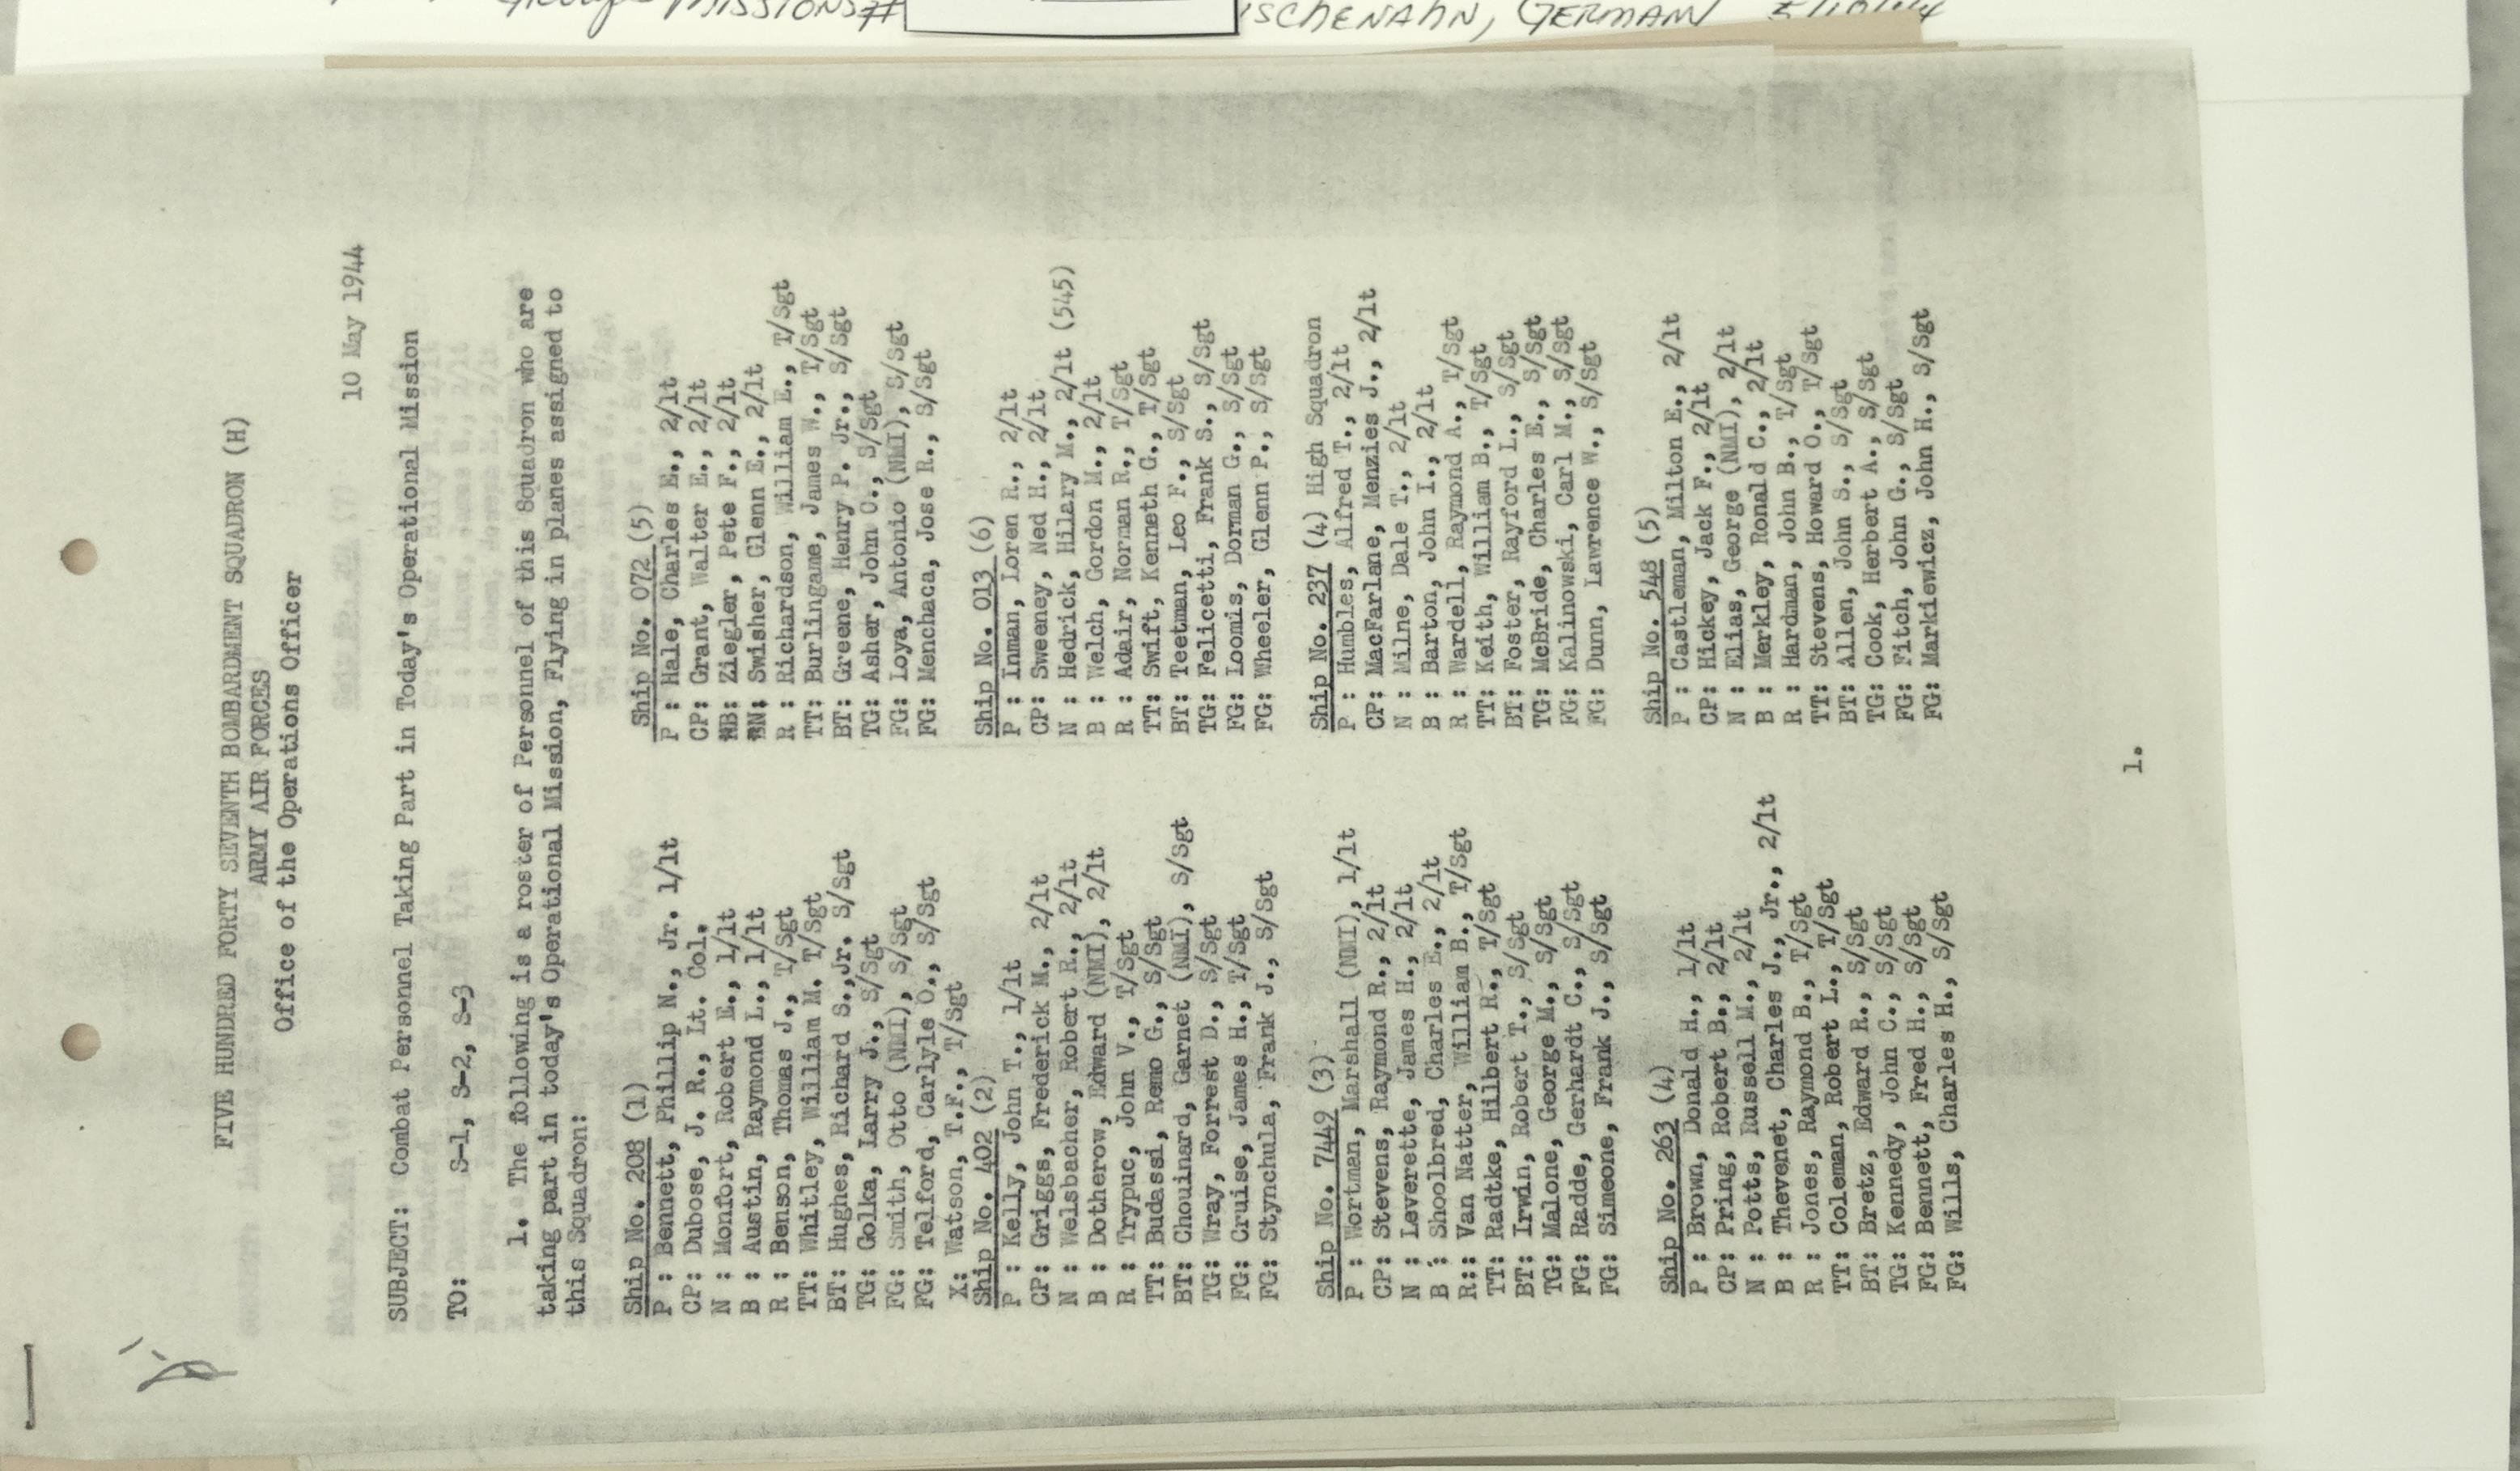 MISSIONS# ISCHENAHN, GERMAN 5/10/44
FIVE HUNDRED FORTY SEVENTH BOMBARDMENT SQUADRON (H)
ARMY AIR FORCES
Office of the Operations Officer
10 May 1944
SUBJECT: Combat Personnel Taking Part in Today's Operational Mission
TO: S-1, S-2, S-3
1. The following is a roster of Personnel of this Squadron who are
taking part in today's Operational Mission, Flying in planes assigned to
this Squadron:
Ship No. 208 (1)
P : Bennett, Phillip N., Jr. 1/lt
CP: Dubose, J. R., Lt. Col.
N : Monfort, Robert E., 1/lt
B : Austin, Raymond L., 1/lt
R : Benson, Thomas J., T/Sgt
TT: Whitley, William M. T/Sgt
BT: Hughes, Richard S.,Jr. S/Sgt
TG: Golka, Larry J., S/Sgt
FG: Smith, Otto (NMI), S/Sgt
FG: Telford, Carlyle O., S/Sgt
X: Watson, T.F., T/Sgt
Ship No. 402 (2)
P : Kelly, John T., 1/lt
CP: Griggs, Frederick M., 2/lt
N : Welsbacher, Robert R., 2/lt
B : Dotherow, Edward (NMI), 2/lt
R : Trypuc, John V., T/Sgt
TT: Budassi, Remo G., S/Sgt
BT: Chouinard, Garnet (NMI), S/Sgt
TG: Wray, Forrest D., S/Sgt
FG: Cruise, James H., T/Sgt
FG: Stynchula, Frank J., S/Sgt
Ship No. 7449 (3)
P : Wortman, Marshall (NMI), 1/lt
CP: Stevens, Raymond R., 2/lt
N : Leverette, James H., 2/lt
B : Shoolbred, Charles E., 2/lt
R:: Van Natter, William B., T/Sgt
TT: Radtke, Hilbert R., T/Sgt
BT: Irwin, Robert T., S/Sgt
TG: Malone, George M., S/Sgt
FG: Radde, Gerhardt C., S/Sgt
FG: Simeone, Frank J., S/Sgt
Ship No. 263 (4)
P : Brown, Donald H., 1/lt
CP: Pring, Robert B., 2/lt
N : Potts, Russell M., 2/lt
B : Thevenet, Charles J., Jr., 2/lt
R : Jones, Raymond B., T/Sgt
TT: Coleman, Robert L., T/Sgt
BT: Bretz, Edward R., S/Sgt
TG: Kennedy, John C., S/Sgt
FG: Bennett, Fred H., S/Sgt
FG: Wills, Charles H., S/Sgt
Ship No. 072 (5)
P : Hale, Charles E., 2/lt
CP: Grant, Walter E., 2/lt
NB: Ziegler, Pete F., 2/lt
BN: Swisher, Glenn E., 2/lt
R : Richardson, William E., T/Sgt
TT: Burlingame, James W., T/Sgt
BT: Greene, Henry P. Jr., S/Sgt
TG: Asher, John O., S/Sgt
FG: Loya, Antonio (NMI), S/Sgt
FG: Menchaca, Jose R., S/Sgt
Ship No. 013 (6)
P : Inman, Loren R., 2/lt
CP: Sweeney, Ned H., 2/lt
N : Hedrick, Hillary M., 2/lt (545)
B : Welch, Gordon M., 2/lt
R : Adair, Norman R., T/Sgt
TT: Swift, Kenneth G., T/Sgt
BT: Teetman, Leo F., S/Sgt
TG: Felicetti, Frank S., S/Sgt
FG: Loomis, Dorman G., S/Sgt
FG: Wheeler, Glenn P., S/Sgt
Ship No. 237 (4) High Squadron
P : Humbles, Alfred T., 2/lt
CP: MacFarlane, Menzies J., 2/lt
N : Milne, Dale T., 2/lt
B : Barton, John I., 2/lt
R : Wardell, Raymond A., T/Sgt
TT: Keith, William B., T/Sgt
BT: Foster, Rayford L., S/Sgt
TG: McBride, Charles E., S/Sgt
FG: Kalinowski, Carl M., S/Sgt
FG: Dunn, Lawrence W., S/Sgt
Ship No. 548 (5)
P : Castleman, Milton E., 2/lt
CP: Hickey, Jack F., 2/lt
N : Elias, George (NMI), 2/lt
B : Merkley, Ronald C., 2/lt
R : Hardman, John B., T/Sgt
TT: Stevens, Howard O., T/Sgt
BT: Allen, John S., S/Sgt
TG: Cook, Herbert A., S/Sgt
FG: Fitch, John G., S/Sgt
FG: Markiewicz, John H., S/Sgt
1.